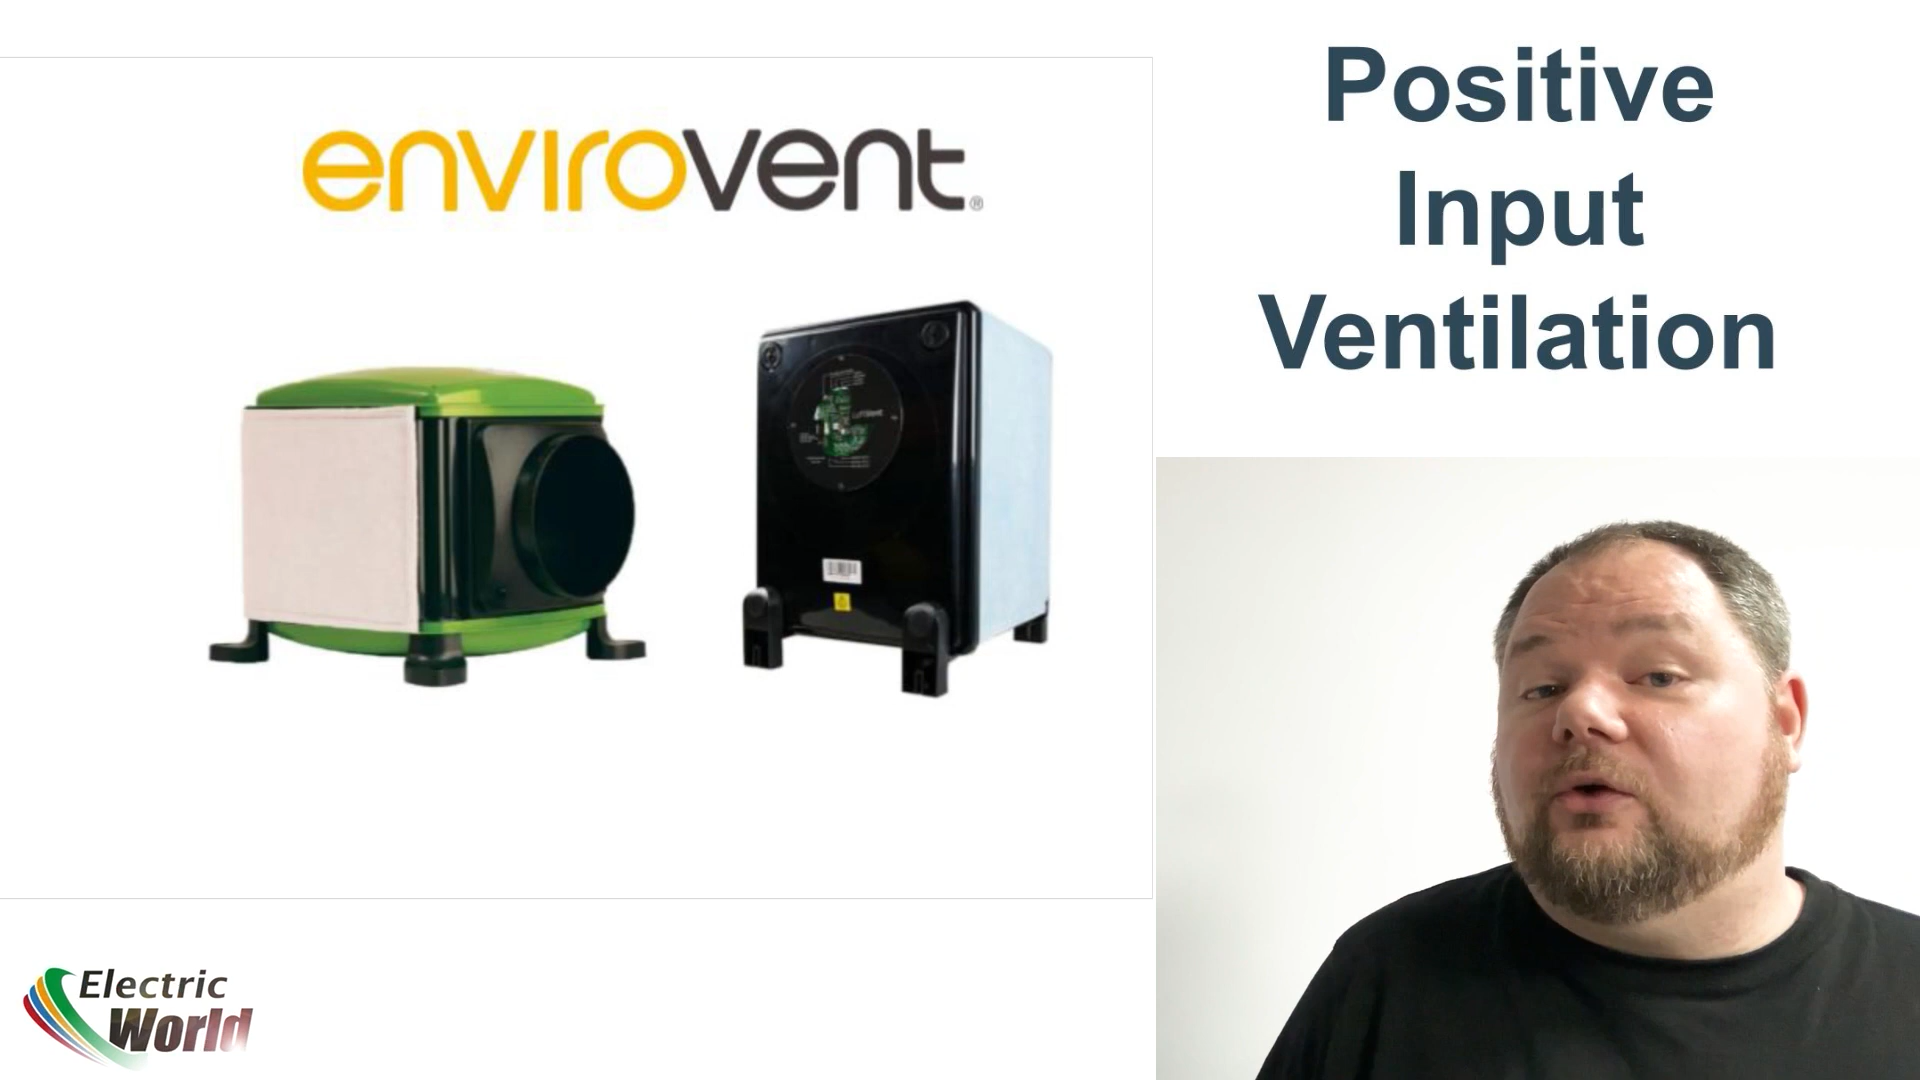 envirovent®
Positive
Input
Ventilation
Electric
World